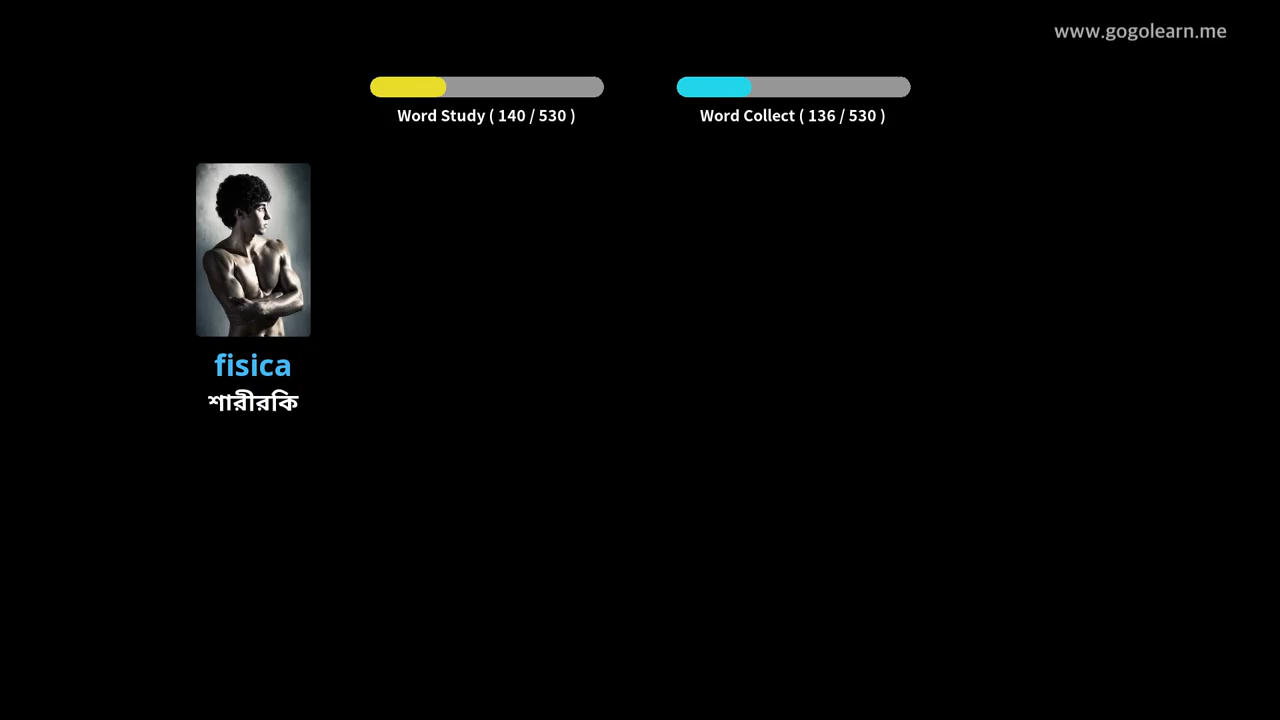 www.gogolearn.me
Word Study ( 140 / 530 )
Word Collect ( 136 / 530 )
fisica
শারীরকি